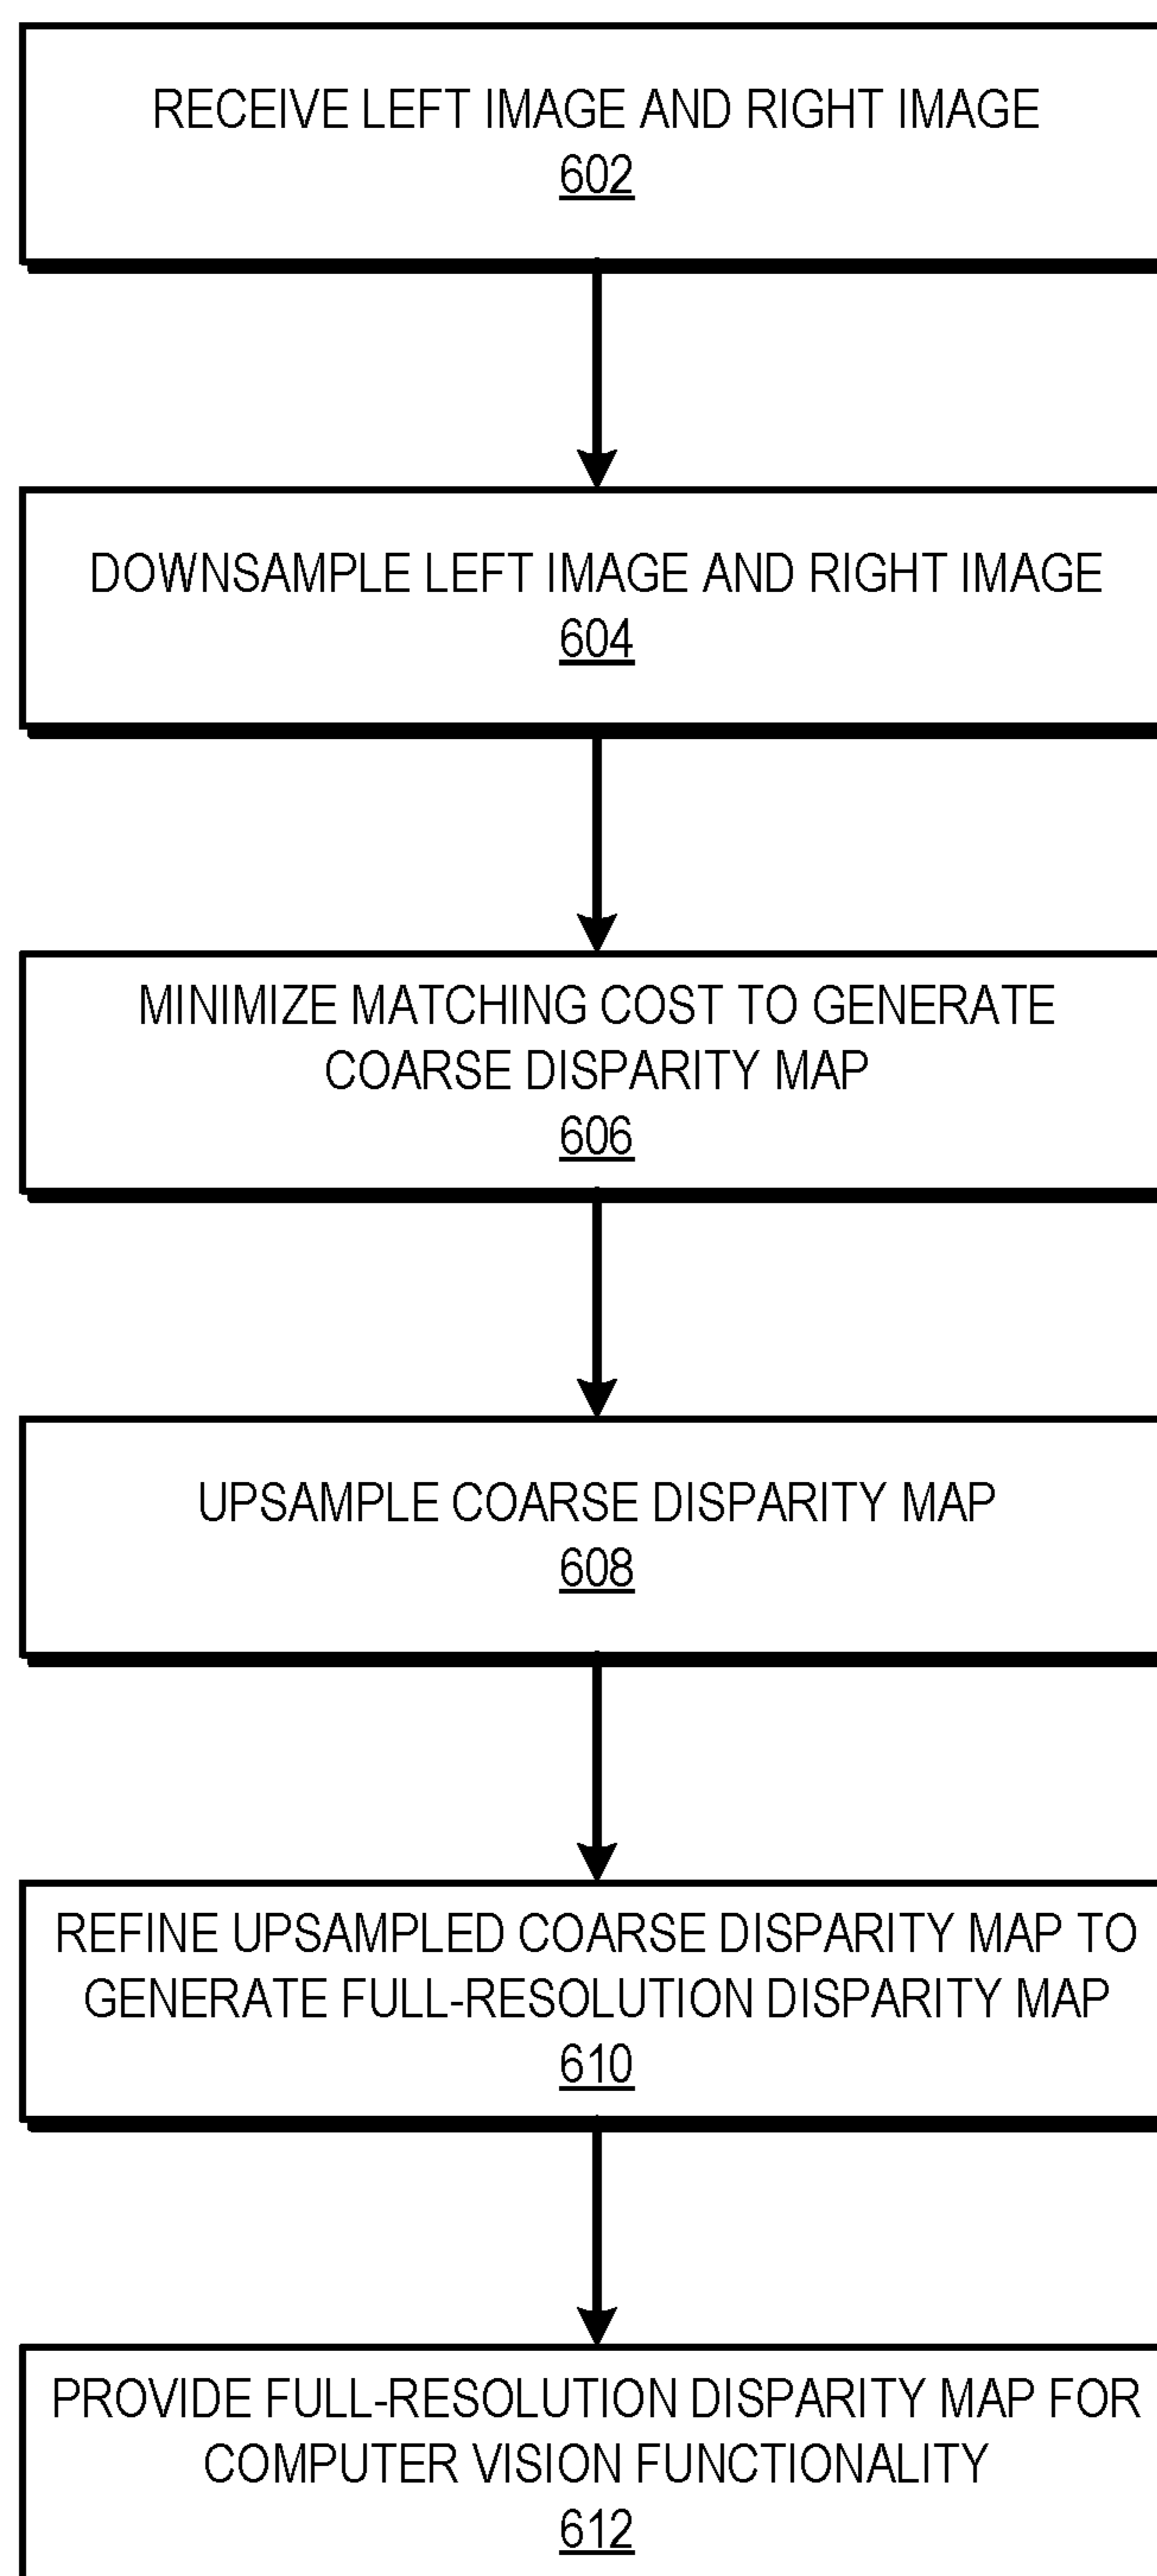 RECEIVE LEFT IMAGE AND RIGHT IMAGE
602
DOWNSAMPLE LEFT IMAGE AND RIGHT IMAGE
604
MINIMIZE MATCHING COST TO GENERATE
COARSE DISPARITY MAP
606
UPSAMPLE COARSE DISPARITY MAP
608
REFINE UPSAMPLED COARSE DISPARITY MAP TO
GENERATE FULL-RESOLUTION DISPARITY MAP
610
PROVIDE FULL-RESOLUTION DISPARITY MAP FOR
COMPUTER VISION FUNCTIONALITY
612